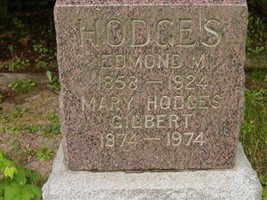 HODGES
EDMOND M.
1858 — 1924
MARY HODGES
GILBERT
1874 — 1974